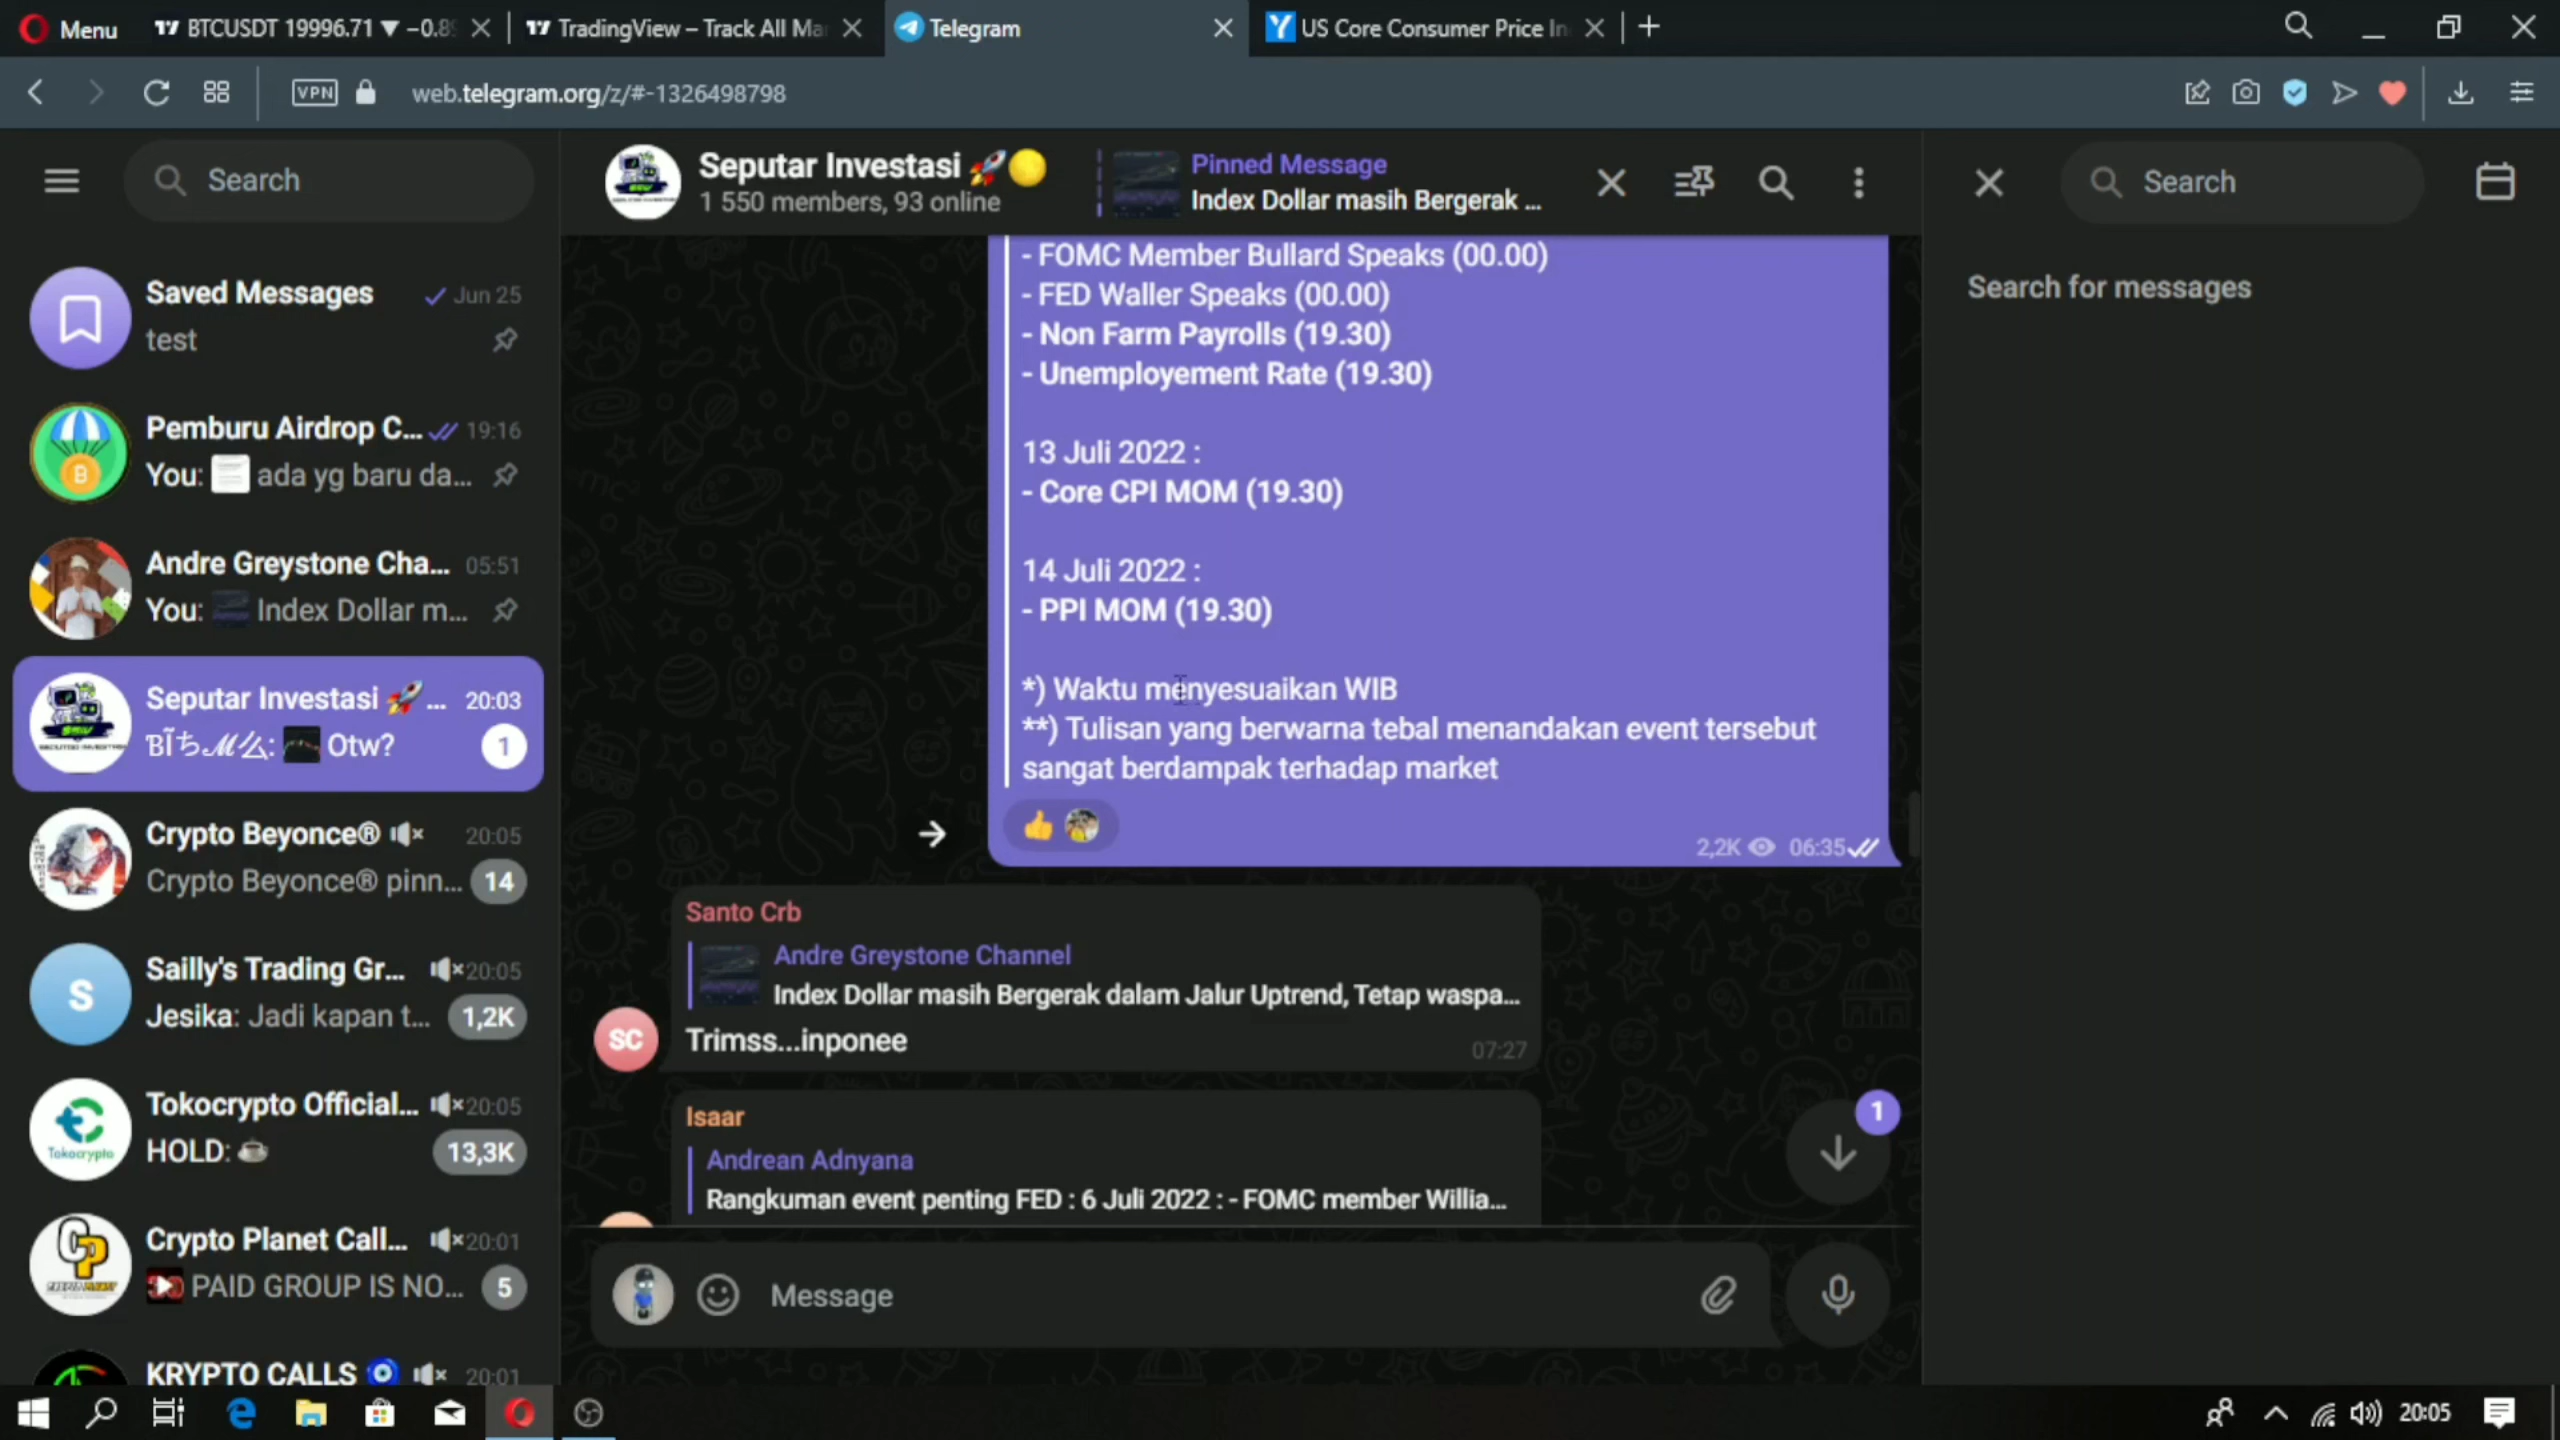 Menu
BTCUSDT 19996.71 ▼ −0.8
TradingView – Track All Ma
Telegram
US Core Consumer Price In
VPN
web.telegram.org/z/#-1326498798
Search
Saved Messages
Jun 25
test
Pemburu Airdrop C...
19:16
You: ada yg baru da...
Andre Greystone Cha...
05:51
You: Index Dollar m...
Seputar Investasi 🚀...
20:03
Otw?
1
Crypto Beyonce®
20:05
Crypto Beyonce® pinn...
14
S
Sailly's Trading Gr...
20:05
Jesika: Jadi kapan t...
1,2K
Tokocrypto
Tokocrypto Official...
20:05
HOLD: ☕
13,3K
Crypto Planet Call...
20:01
PAID GROUP IS NO...
5
KRYPTO CALLS 🧿
20:01
Seputar Investasi 🚀🌕
1 550 members, 93 online
Pinned Message
Index Dollar masih Bergerak ...
- FOMC Member Bullard Speaks (00.00)
- FED Waller Speaks (00.00)
- Non Farm Payrolls (19.30)
- Unemployement Rate (19.30)
13 Juli 2022 :
- Core CPI MOM (19.30)
14 Juli 2022 :
- PPI MOM (19.30)
*) Waktu menyesuaikan WIB
**) Tulisan yang berwarna tebal menandakan event tersebut
sangat berdampak terhadap market
👍
2,2K 06:35
Santo Crb
Andre Greystone Channel
Index Dollar masih Bergerak dalam Jalur Uptrend, Tetap waspa...
SC
Trimss...inponee
07:27
Isaar
Andrean Adnyana
Rangkuman event penting FED : 6 Juli 2022 : - FOMC member Willia...
1
Message
Search
Search for messages
20:05